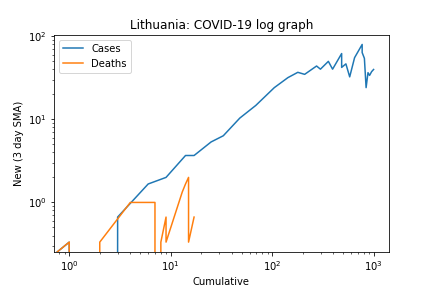 Lithuania: COVID-19 log graph
Cases
Deaths
New (3 day SMA)
10²
10¹
10⁰
10⁰ 10¹ 10² 10³
Cumulative